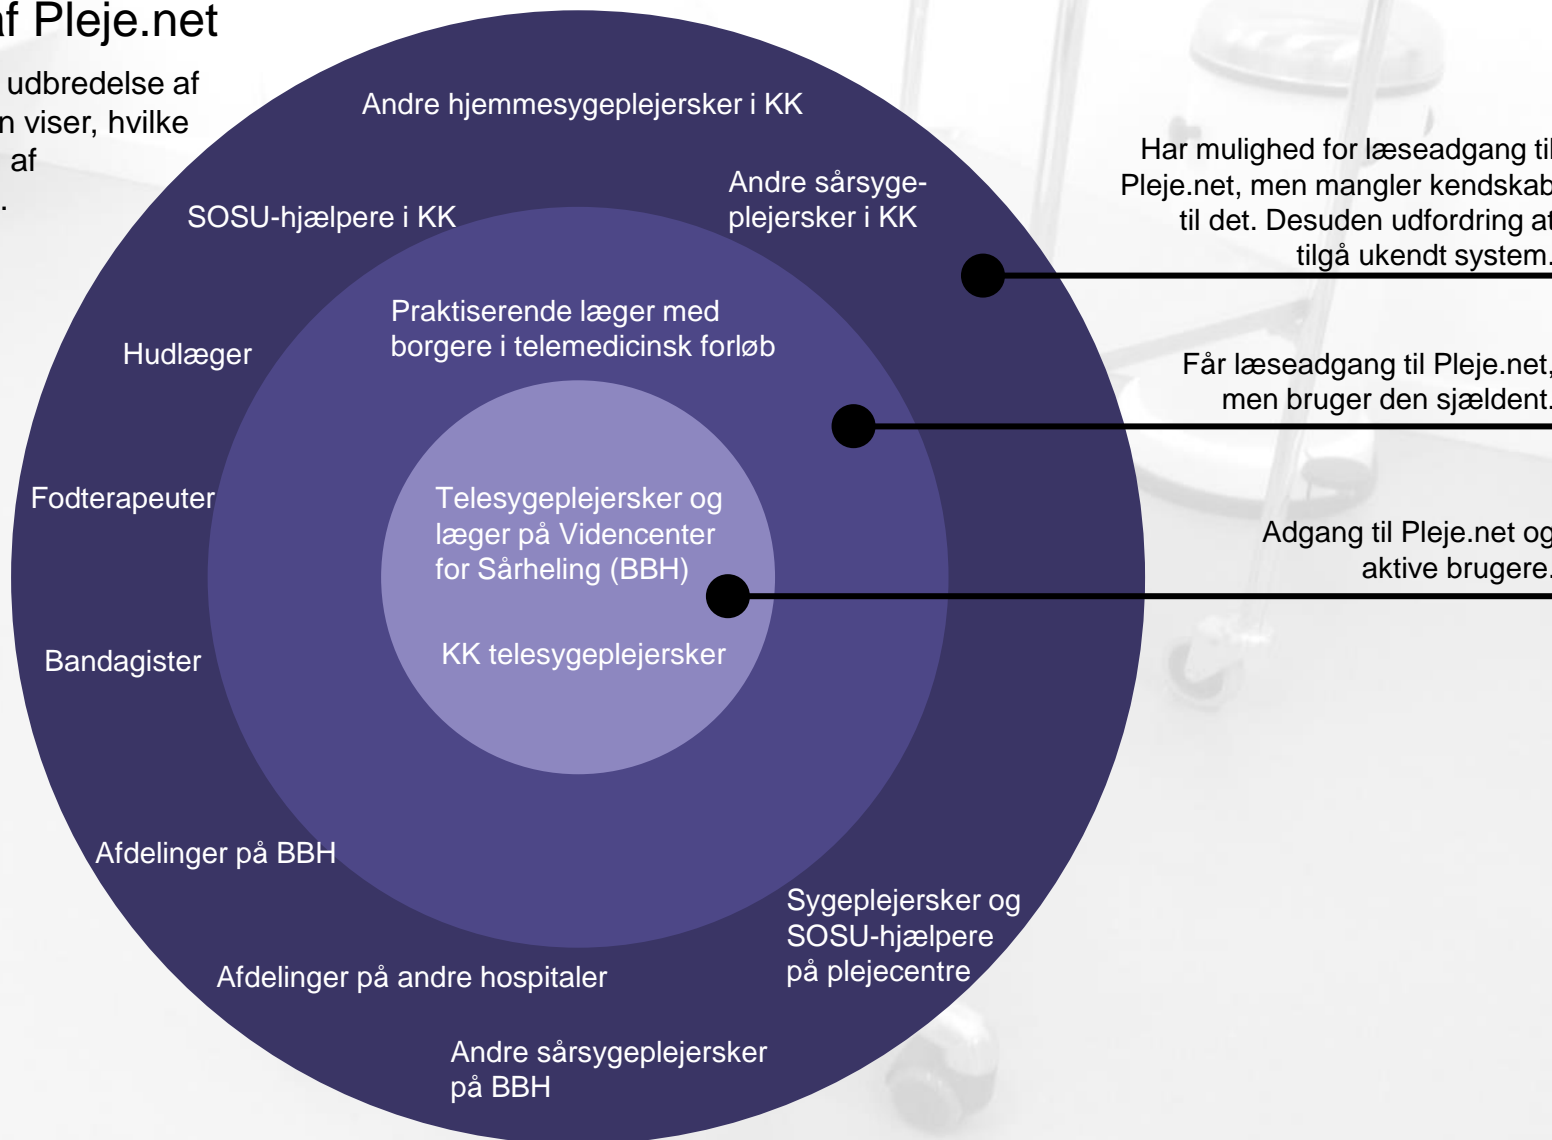 af Pleje.net
udbredelse af
n viser, hvilke
af
.
Andre hjemmesygeplejersker i KK
Andre sårsyge-
plejersker i KK
SOSU-hjælpere i KK
Praktiserende læger med
borgere i telemedicinsk forløb
Hudlæger
Fodterapeuter
Telesygeplejersker og
læger på Videncenter
for Sårheling (BBH)
KK telesygeplejersker
Bandagister
Afdelinger på BBH
Sygeplejersker og
SOSU-hjælpere
på plejecentre
Afdelinger på andre hospitaler
Andre sårsygeplejersker
på BBH
Har mulighed for læseadgang til
Pleje.net, men mangler kendskab
til det. Desuden udfordring at
tilgå ukendt system.
Får læseadgang til Pleje.net,
men bruger den sjældent.
Adgang til Pleje.net og
aktive brugere.